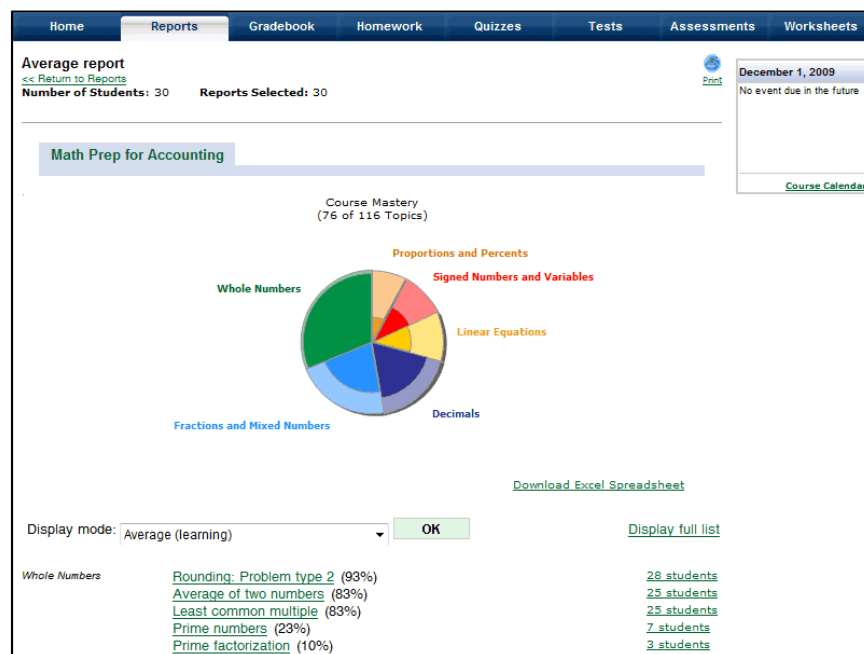 Home Reports Gradebook Homework Quizzes Tests Assessments Worksheets
Average report
<< Return to Reports
Number of Students: 30 Reports Selected: 30
Print
December 1, 2009
No event due in the future
Course Calendar
Math Prep for Accounting
Course Mastery
(76 of 116 Topics)
Proportions and Percents
Signed Numbers and Variables
Whole Numbers
Linear Equations
Decimals
Fractions and Mixed Numbers
Download Excel Spreadsheet
Display mode: Average (learning) OK Display full list
Whole Numbers Rounding: Problem type 2 (93%) 28 students
Average of two numbers (83%) 25 students
Least common multiple (83%) 25 students
Prime numbers (23%) 7 students
Prime factorization (10%) 3 students